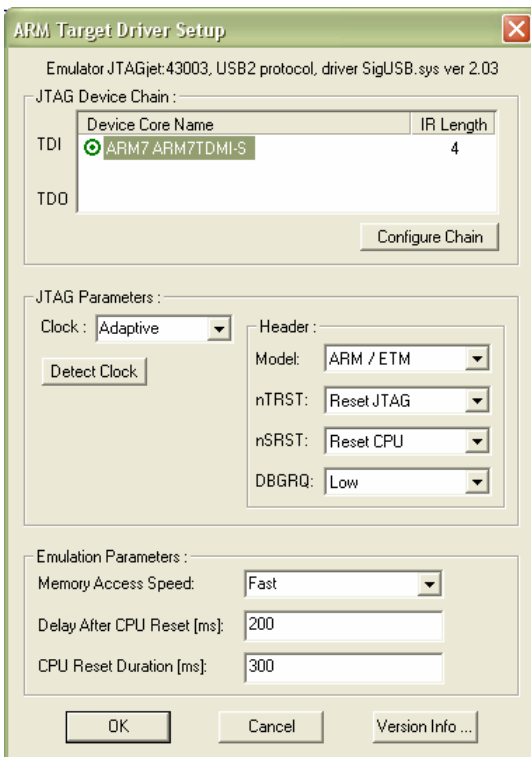 ARM Target Driver Setup
Emulator JTAGjet:43003, USB2 protocol, driver SigUSB.sys ver 2.03
JTAG Device Chain :
Device Core Name IR Length
TDI ARM7 ARM7TDMI-S 4
TDO
Configure Chain
JTAG Parameters :
Clock : Adaptive
Detect Clock
Header :
Model: ARM / ETM
nTRST: Reset JTAG
nSRST: Reset CPU
DBGRQ: Low
Emulation Parameters :
Memory Access Speed: Fast
Delay After CPU Reset [ms]: 200
CPU Reset Duration [ms]: 300
OK Cancel Version Info ...